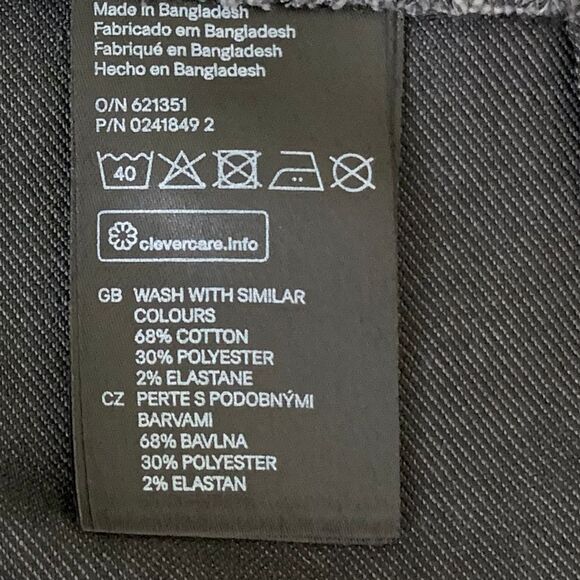 Made in Bangladesh
Fabricado em Bangladesh
Fabriqué en Bangladesh
Hecho en Bangladesh
O/N 621351
P/N 0241849 2
40
clevercare.info
GB WASH WITH SIMILAR
COLOURS
68% COTTON
30% POLYESTER
2% ELASTANE
CZ PERTE S PODOBNÝMI
BARVAMI
68% BAVLNA
30% POLYESTER
2% ELASTAN